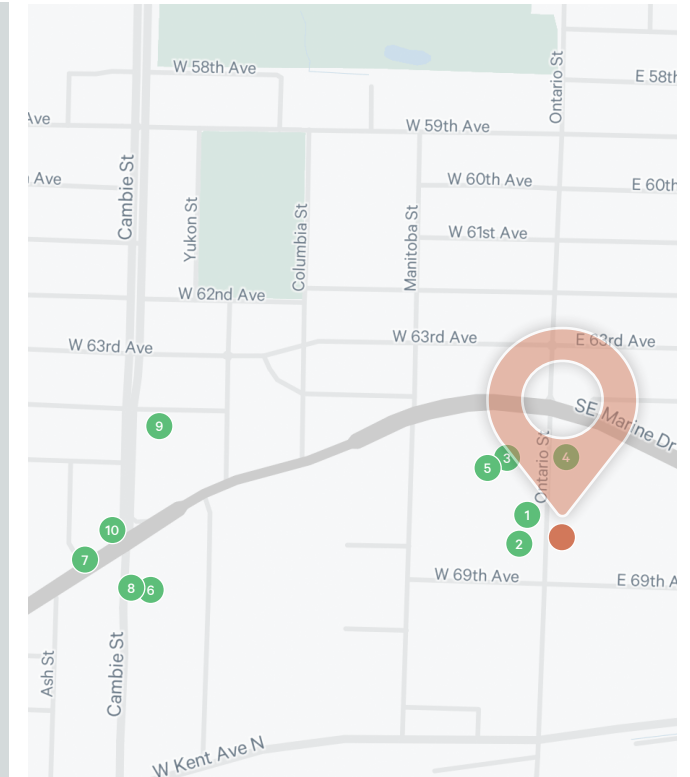 W 58th Ave
Ontario St
E 58th
Ave
W 59th Ave
Ave
Cambie St
W 60th Ave
E 60th
Yukon St
Columbia St
Manitoba St
W 61st Ave
W 62nd Ave
W 63rd Ave
W 63rd Ave
E 63rd Ave
SE Marine Dr
9
Ontario St
3
4
5
1
10
2
7
W 69th Ave
E 69th A
8
6
Ash St
Cambie St
W Kent Ave N